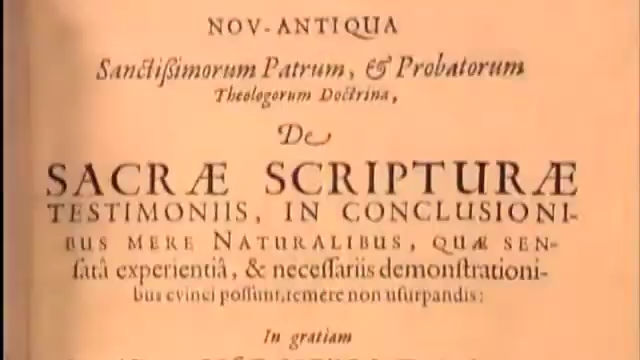 NOV-ANTIQUA
Sanctißimorum Patrum, & Probatorum
Theologorum Doctrina,
De
SACRÆ SCRIPTURÆ
TESTIMONIIS, IN CONCLUSIONI-
BUS MERE NATURALIBUS, QUÆ SEN-
ſatâ experientiâ, & neceſſariis demonſtrationi-
bus evinci poſſunt, temere non uſurpandis:
In gratiam